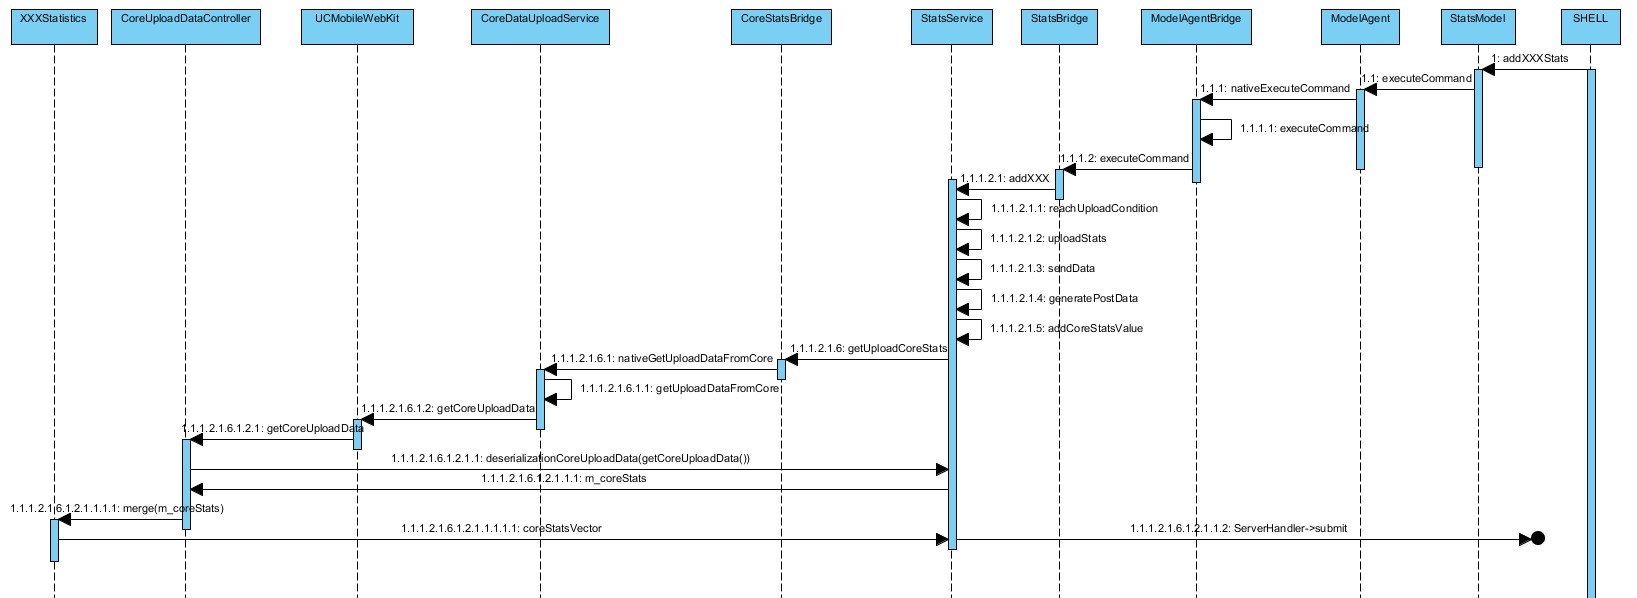 XXXStatistics
CoreUploadDataController
UCMobileWebKit
CoreDataUploadService
CoreStatsBridge
StatsService
StatsBridge
ModelAgentBridge
ModelAgent
StatsModel
SHELL
1: addXXXStats
1.1: executeCommand
1.1.1: nativeExecuteCommand
1.1.1.1: executeCommand
1.1.1.2: executeCommand
1.1.1.2.1: addXXX
1.1.1.2.1.1: reachUploadCondition
1.1.1.2.1.2: uploadStats
1.1.1.2.1.3: sendData
1.1.1.2.1.4: generatePostData
1.1.1.2.1.5: addCoreStatsValue
1.1.1.2.1.6: getUploadCoreStats
1.1.1.2.1.6.1: nativeGetUploadDataFromCore
1.1.1.2.1.6.1.1: getUploadDataFromCore
1.1.1.2.1.6.1.2: getCoreUploadData
1.1.1.2.1.6.1.2.1: getCoreUploadData
1.1.1.2.1.6.1.2.1.1: deserializationCoreUploadData(getCoreUploadData())
1.1.1.2.1.6.1.2.1.1.1: m_coreStats
1.1.1.2.1.6.1.2.1.1.1.1: merge(m_coreStats)
1.1.1.2.1.6.1.2.1.1.1.1.1: coreStatsVector
1.1.1.2.1.6.1.2.1.1.2: ServerHandler->submit